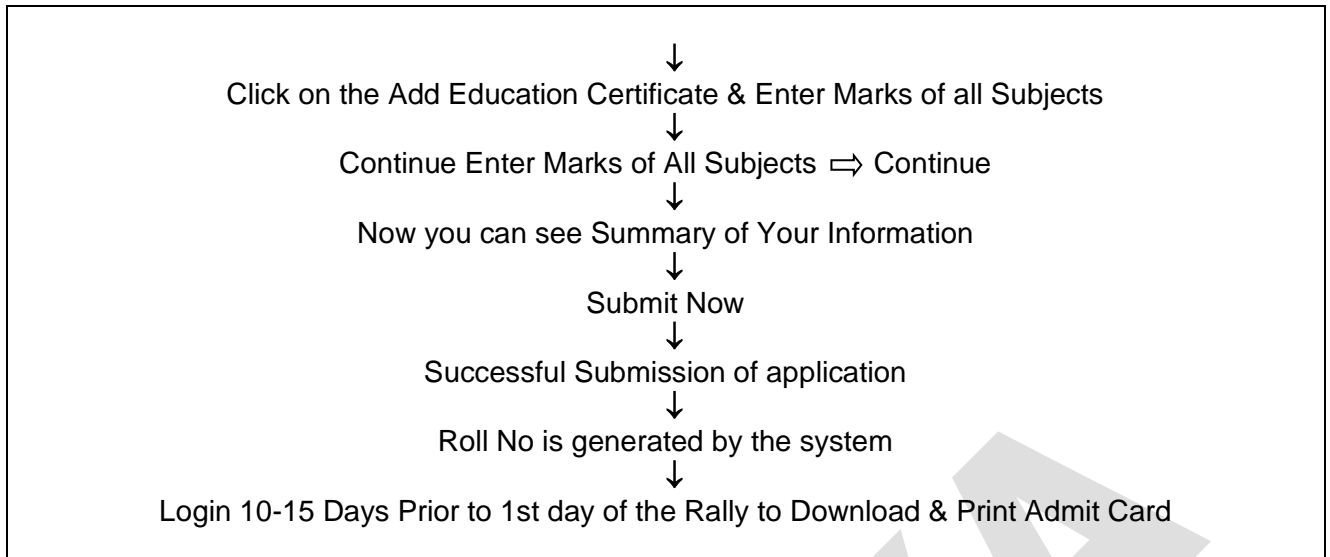 ↓
Click on the Add Education Certificate & Enter Marks of all Subjects
↓
Continue Enter Marks of All Subjects ⇨ Continue
↓
Now you can see Summary of Your Information
↓
Submit Now
↓
Successful Submission of application
↓
Roll No is generated by the system
↓
Login 10-15 Days Prior to 1st day of the Rally to Download & Print Admit Card